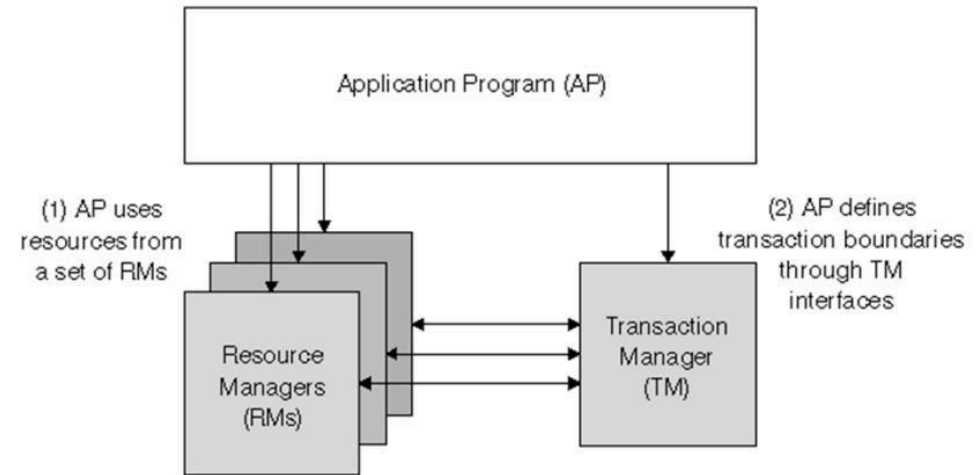 Application Program (AP)
(1) AP uses
resources from
a set of RMs
(2) AP defines
transaction boundaries
through TM
interfaces
Resource
Managers
(RMs)
Transaction
Manager
(TM)